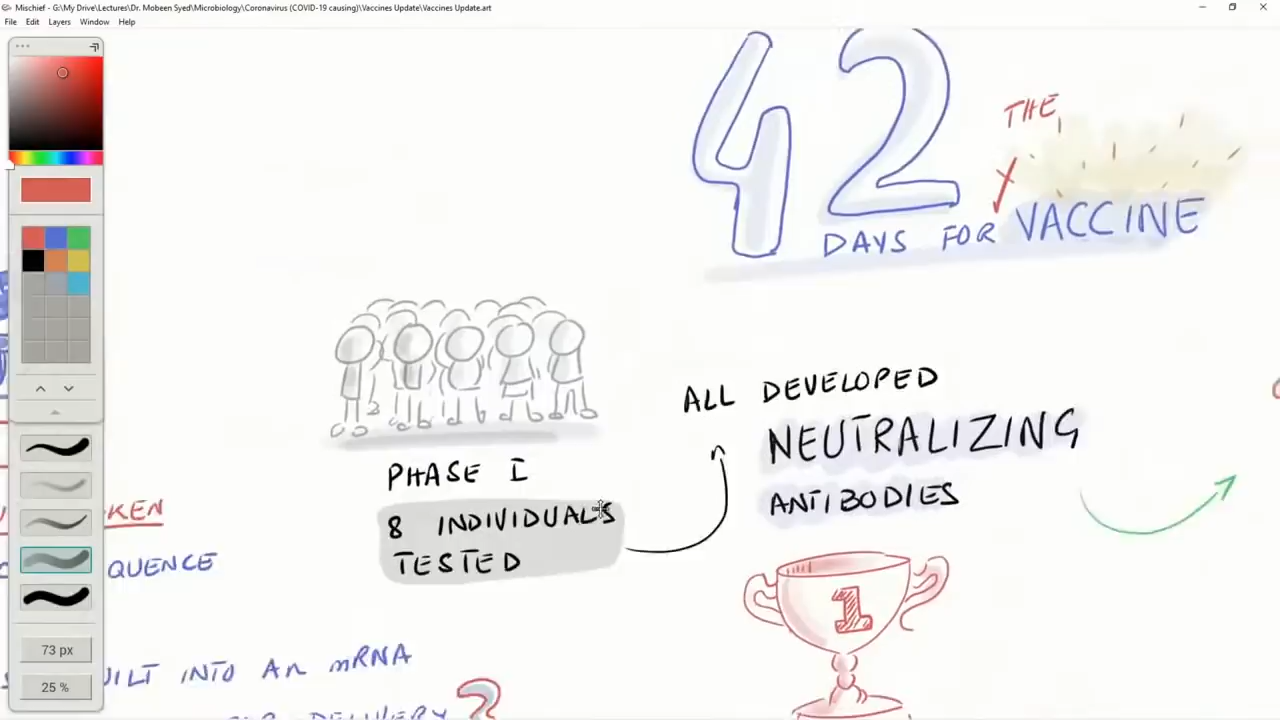 Mischief - G:\My Drive\Lectures\Dr. Mobeen Syed\Microbiology\Coronavirus (COVID-19 causing)\Vaccines Update\Vaccines Update.art
File Edit Layers Window Help
42
THE
DAYS FOR VACCINE
ALL DEVELOPED
NEUTRALIZING
ANTIBODIES
PHASE I
8 INDIVIDUALS
TESTED
1
KEN
QUENCE
UILT INTO AN mRNA
DELIVERY
73 px
25 %